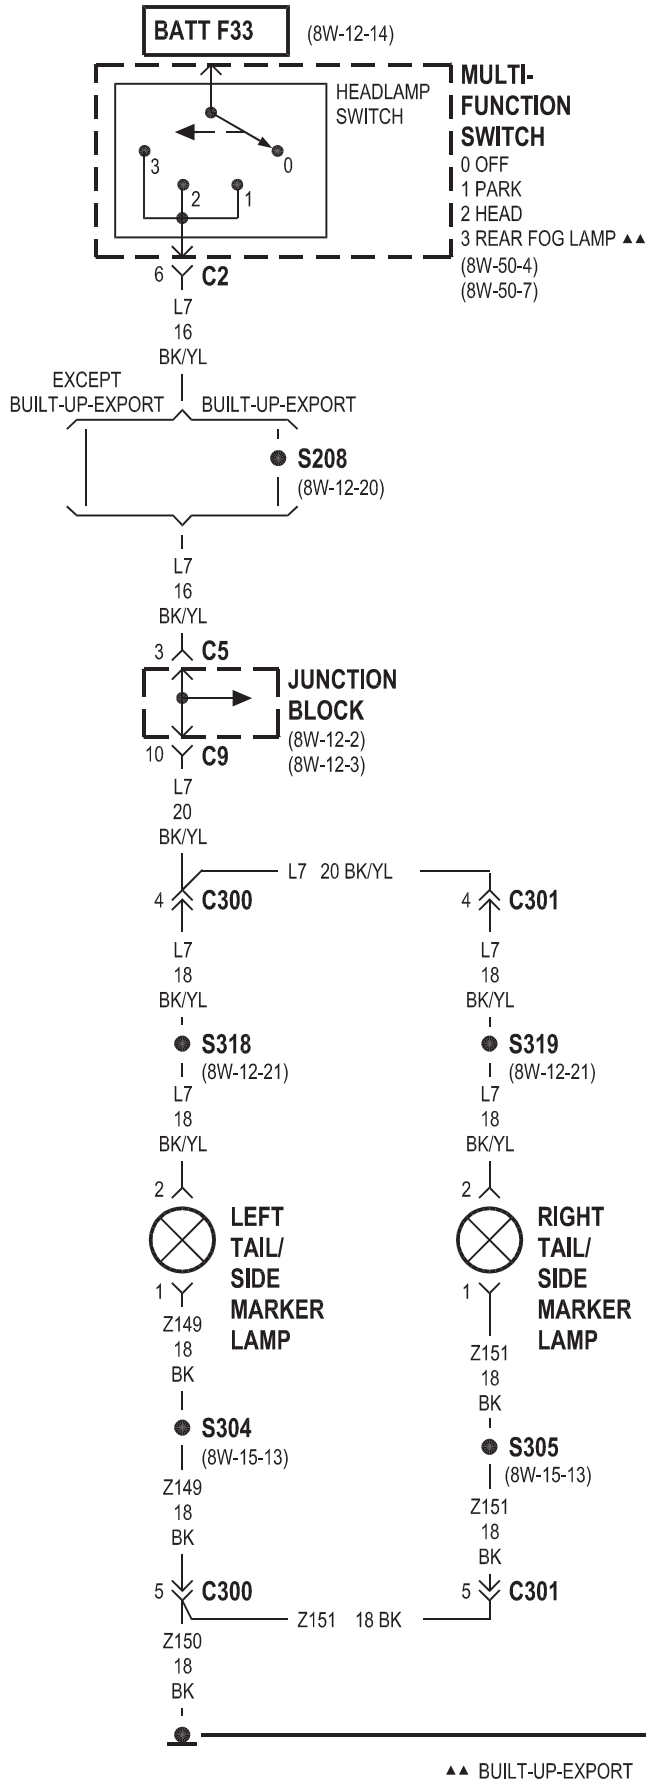 BATT F33 (8W-12-14)
HEADLAMP
SWITCH
MULTI-
FUNCTION
SWITCH
0 OFF
1 PARK
2 HEAD
3 REAR FOG LAMP ▲▲
(8W-50-4)
(8W-50-7)
3
2
1
0
6 C2
L7
16
BK/YL
EXCEPT
BUILT-UP-EXPORT
BUILT-UP-EXPORT
S208
(8W-12-20)
L7
16
BK/YL
3 C5
JUNCTION
BLOCK
(8W-12-2)
(8W-12-3)
10 C9
L7
20
BK/YL
L7 20 BK/YL
4 C300
4 C301
L7
18
BK/YL
L7
18
BK/YL
S318
(8W-12-21)
S319
(8W-12-21)
L7
18
BK/YL
L7
18
BK/YL
2
2
LEFT
TAIL/
SIDE
MARKER
LAMP
RIGHT
TAIL/
SIDE
MARKER
LAMP
1
1
Z149
18
BK
Z151
18
BK
S304
(8W-15-13)
S305
(8W-15-13)
Z149
18
BK
Z151
18
BK
5 C300
5 C301
Z151 18 BK
Z150
18
BK
▲▲ BUILT-UP-EXPORT